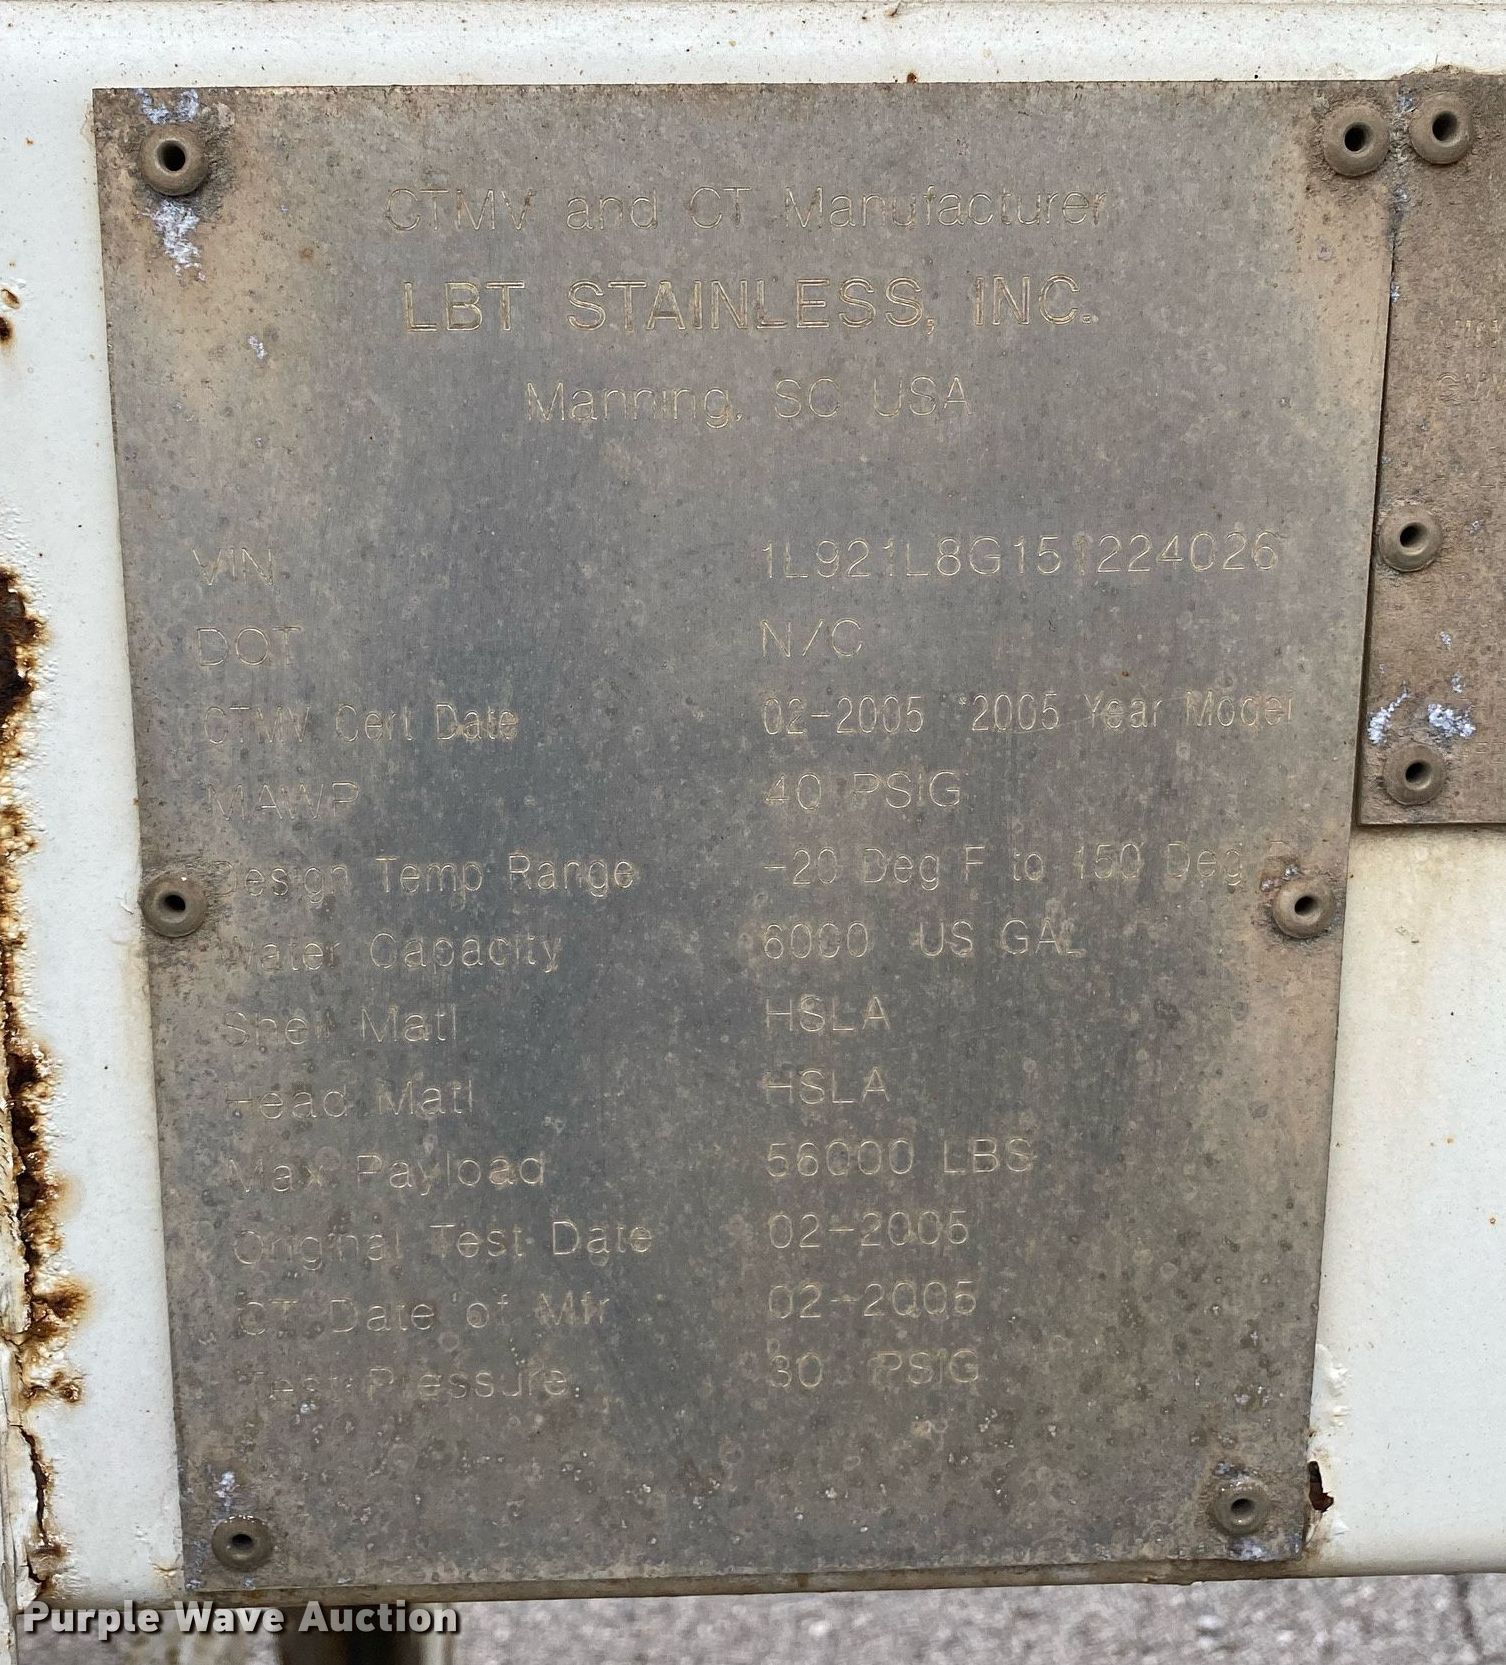 CTMV and CT Manufacturer
LBT STAINLESS, INC.
Manning, SC USA
VIN 1L921L8G151224026
DOT N/C
CTMV Cert Date 02-2005 2005 Year Model
MAWP 40 PSIG
Design Temp Range -20 Deg F to 150 Deg F
Water Capacity 6000 US GAL
Shell Matl HSLA
Head Matl HSLA
Max Payload 56000 LBS
Original Test Date 02-2005
CT Date of Mfr 02-2005
Test Pressure 30 PSIG
Purple Wave Auction